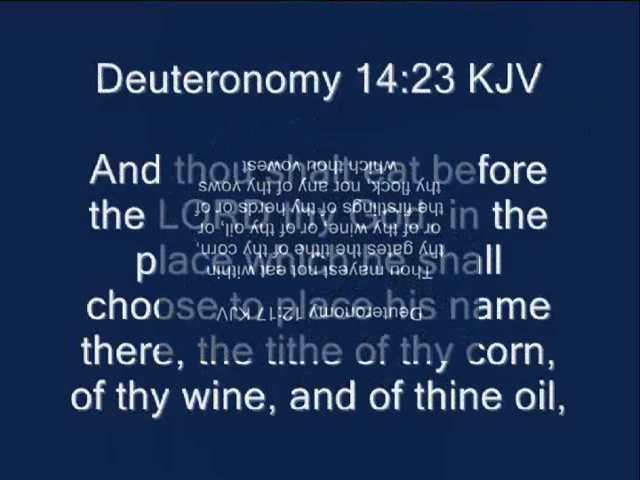 Deuteronomy 14:23 KJV
And thou shalt eat before
the LORD thy God, in the
place which he shall
choose to place his name
there, the tithe of thy corn,
of thy wine, and of thine oil,
Deuteronomy 12:17 KJV
Thou mayest not eat within
thy gates the tithe of thy corn,
or of thy wine, or of thy oil, or
the firstlings of thy herds or of
thy flock, nor any of thy vows
which thou vowest